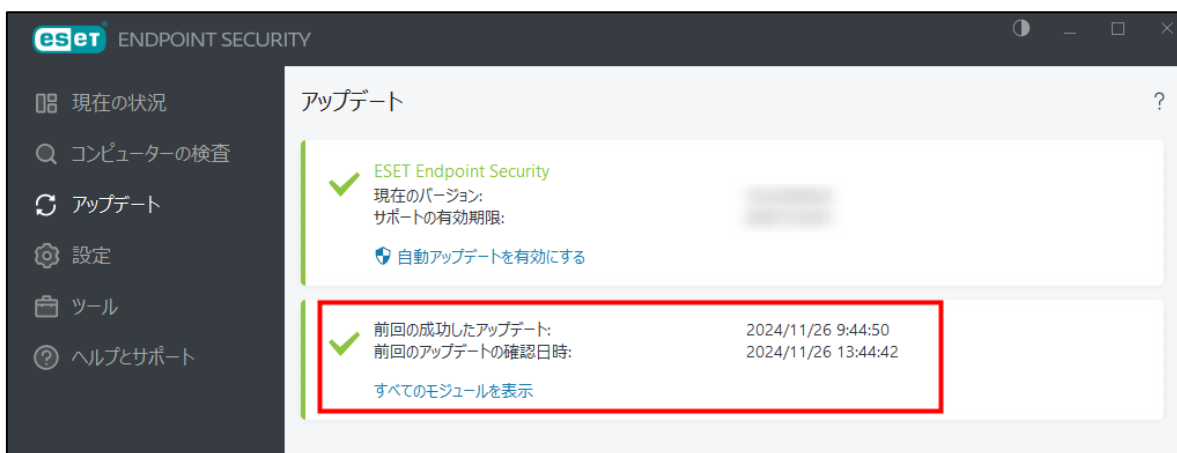 eset ENDPOINT SECURITY
現在の状況
コンピューターの検査
アップデート
設定
ツール
ヘルプとサポート
アップデート
?
ESET Endpoint Security
現在のバージョン:
サポートの有効期限:
自動アップデートを有効にする
前回の成功したアップデート: 2024/11/26 9:44:50
前回のアップデートの確認日時: 2024/11/26 13:44:42
すべてのモジュールを表示